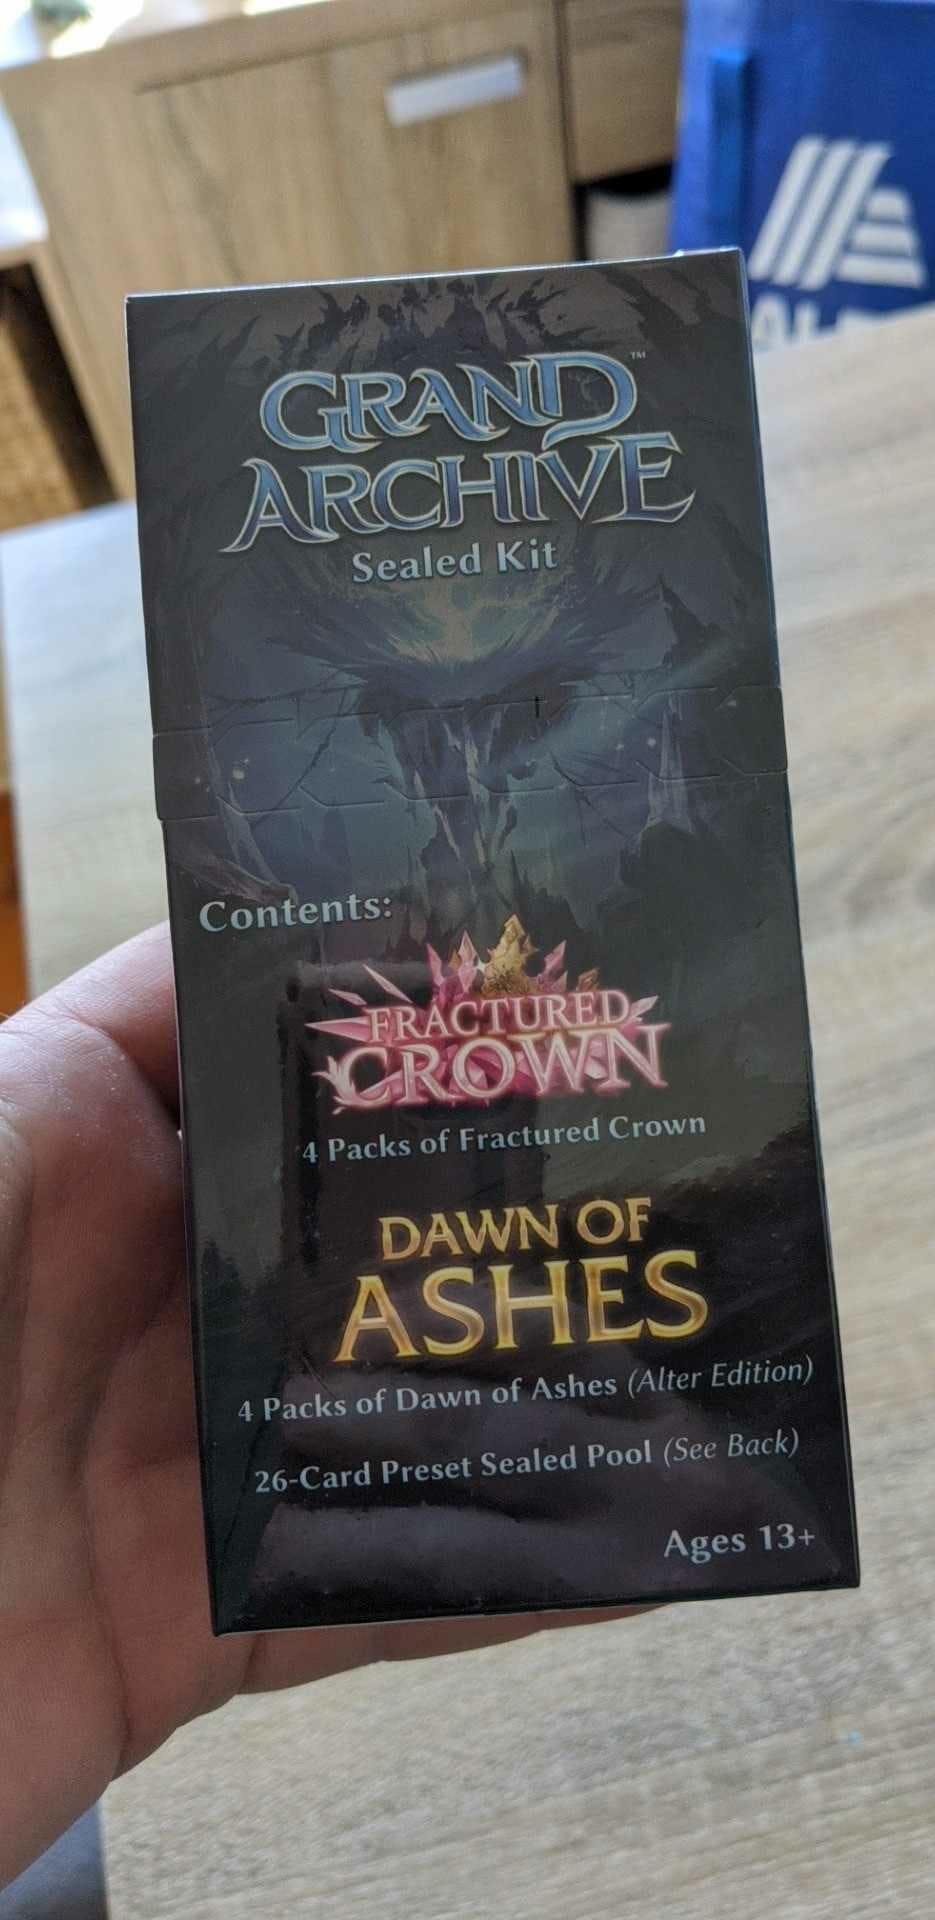 GRAND™
ARCHIVE
Sealed Kit
Contents:
FRACTURED
CROWN
4 Packs of Fractured Crown
DAWN OF
ASHES
4 Packs of Dawn of Ashes (Alter Edition)
26-Card Preset Sealed Pool (See Back)
Ages 13+